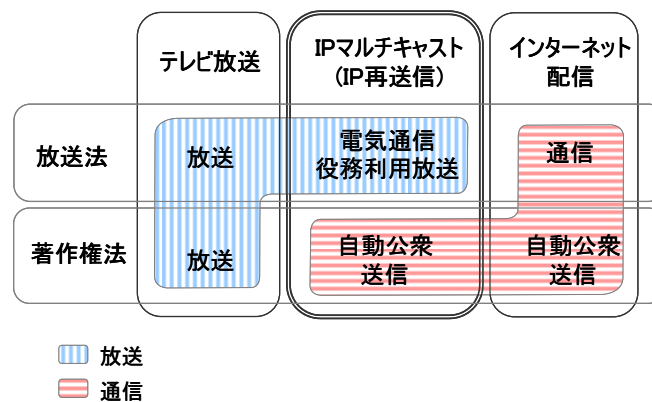 テレビ放送
IPマルチキャスト
(IP再送信)
インターネット
配信
放送法
放送
電気通信
役務利用放送
通信
著作権法
放送
自動公衆
送信
自動公衆
送信
放送
通信